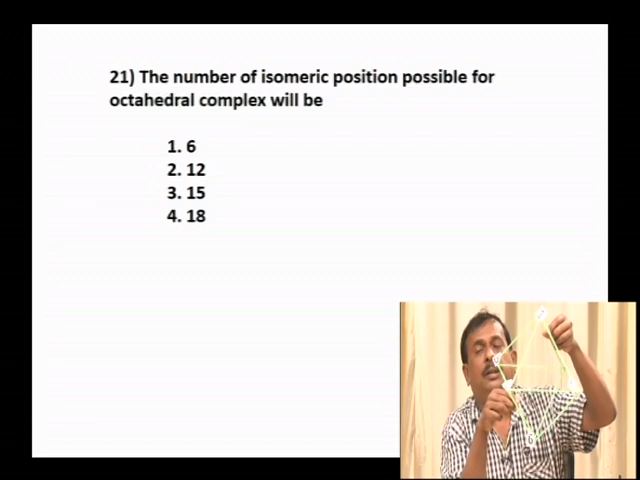 21) The number of isomeric position possible for
octahedral complex will be
1. 6
2. 12
3. 15
4. 18